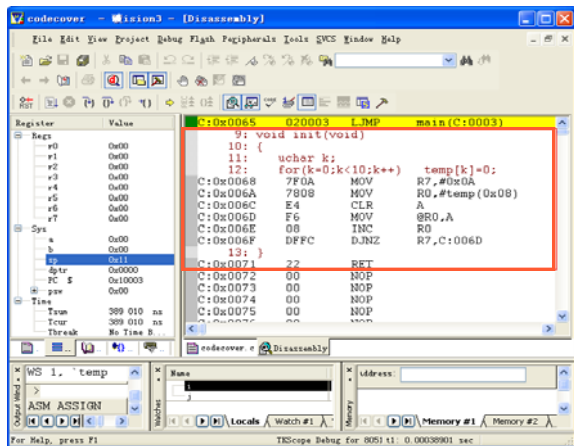 codecover - µVision3 - [Disassembly]
File Edit View Project Debug Flash Peripherals Tools SVCS Window Help
Register Value
Regs
r0 0x00
r1 0x00
r2 0x00
r3 0x00
r4 0x00
r5 0x00
r6 0x00
r7 0x00
Sys
a 0x00
b 0x00
sp 0x11
dptr 0x0000
PC $ 0x10003
psw 0x00
Time
Tsum 389 010 ns
Tcur 389 010 ns
Tbreak No Time B...
C:0x0065 020003 LJMP main(C:0003)
9: void init(void)
10: {
11: uchar k;
12: for(k=0;k<10;k++) temp[k]=0;
C:0x0068 7F0A MOV R7,#0x0A
C:0x006A 7808 MOV R0,#temp(0x08)
C:0x006C E4 CLR A
C:0x006D F6 MOV @R0,A
C:0x006E 08 INC R0
C:0x006F DFFC DJNZ R7,C:006D
13: }
C:0x0071 22 RET
C:0x0072 00 NOP
C:0x0073 00 NOP
C:0x0074 00 NOP
C:0x0075 00 NOP
C:0x0076 00 NOP
codecover.c Disassembly
WS 1, `temp
>
ASM ASSIGN
Output Wind
Name
i
j
Locals Watch #1
Watches
Address:
Memory #1 Memory #2
Memory
For Help, press F1 TKScope Debug for 8051 t1: 0.00038901 sec